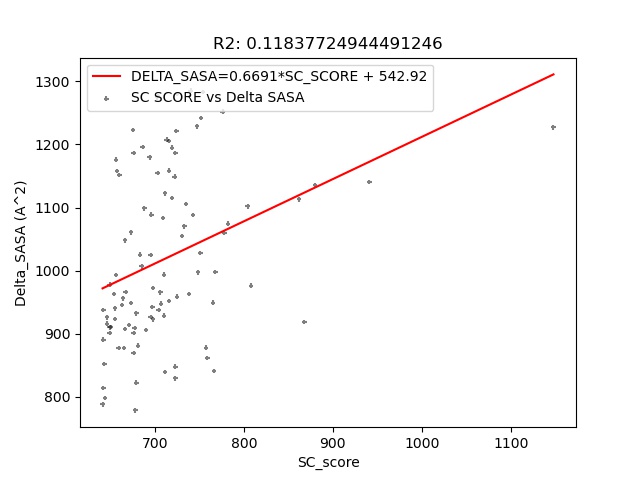 R2: 0.11837724944491246
DELTA_SASA=0.6691*SC_SCORE + 542.92
SC SCORE vs Delta SASA
Delta_SASA (A^2)
1300
1200
1100
1000
900
800
700 800 900 1000 1100
SC_score